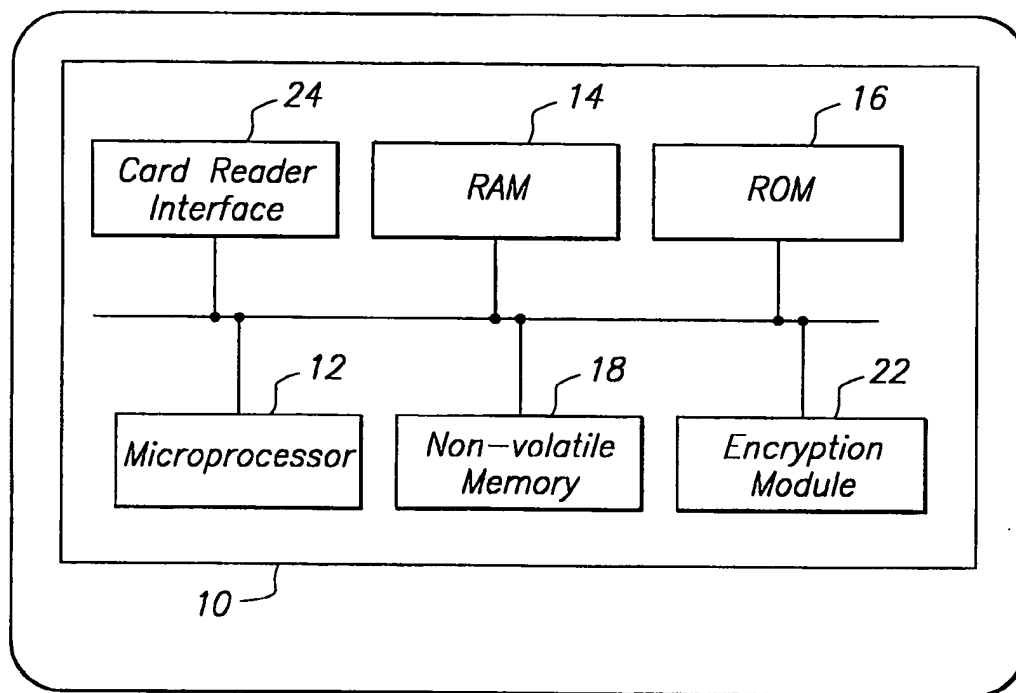 24
14
16
Card Reader
Interface
RAM
ROM
12
18
22
Microprocessor
Non-volatile
Memory
Encryption
Module
10